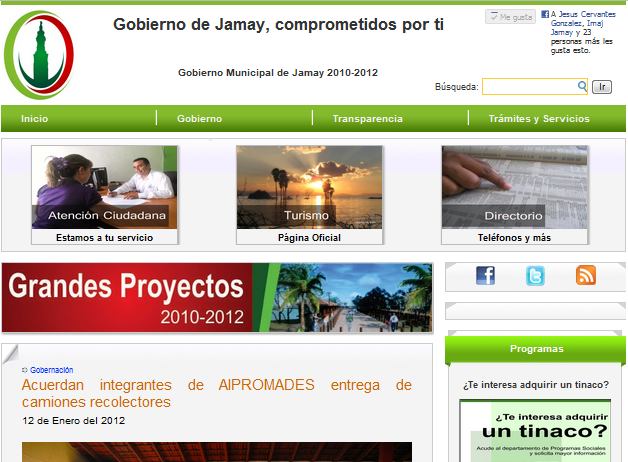 Gobierno de Jamay, comprometidos por ti
Me gusta
A Jesus Cervantes
González, Imaj
Jamay y 23
personas más les
gusta esto.
Gobierno Municipal de Jamay 2010-2012
Búsqueda:
Ir
Inicio
Gobierno
Transparencia
Trámites y Servicios
Atención Ciudadana
Turismo
Directorio
Estamos a tu servicio
Página Oficial
Teléfonos y más
Grandes Proyectos
2010-2012
Programas
Gobernación
Acuerdan integrantes de AIPROMADES entrega de
camiones recolectores
12 de Enero del 2012
¿Te interesa adquirir un tinaco?
¿Te interesa adquirir
un tinaco?
Acude al departamento de Programas Sociales
y solicita mayor información